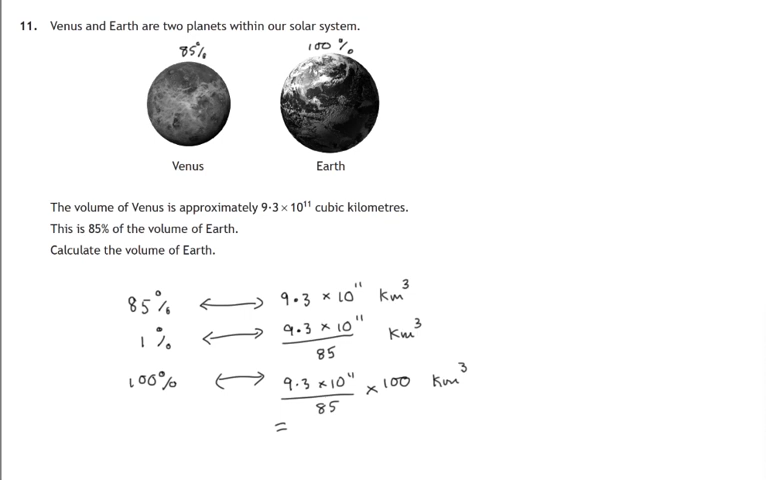 11. Venus and Earth are two planets within our solar system.
85% 100%
Venus Earth
The volume of Venus is approximately 9·3 × 10¹¹ cubic kilometres.
This is 85% of the volume of Earth.
Calculate the volume of Earth.
85% ⟷ 9.3 × 10¹¹ km³
1% ⟷ 9.3 × 10¹¹ / 85 km³
100% ⟷ 9.3 × 10¹¹ / 85 × 100 km³
=